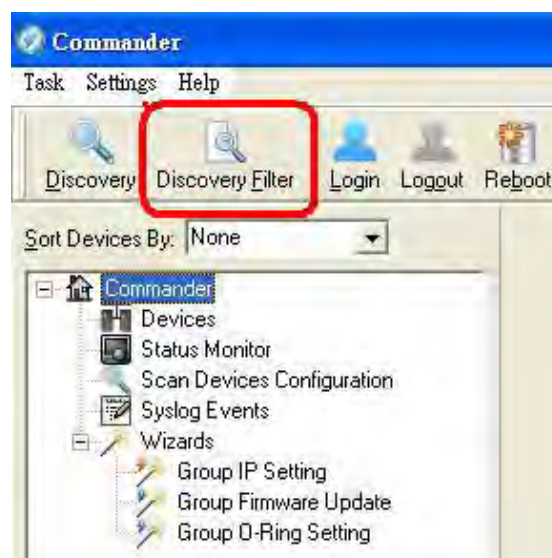 Commander
Task Settings Help
Discovery Discovery Filter Login Logout Reboot
Sort Devices By: None
Commander
Devices
Status Monitor
Scan Devices Configuration
Syslog Events
Wizards
Group IP Setting
Group Firmware Update
Group O-Ring Setting